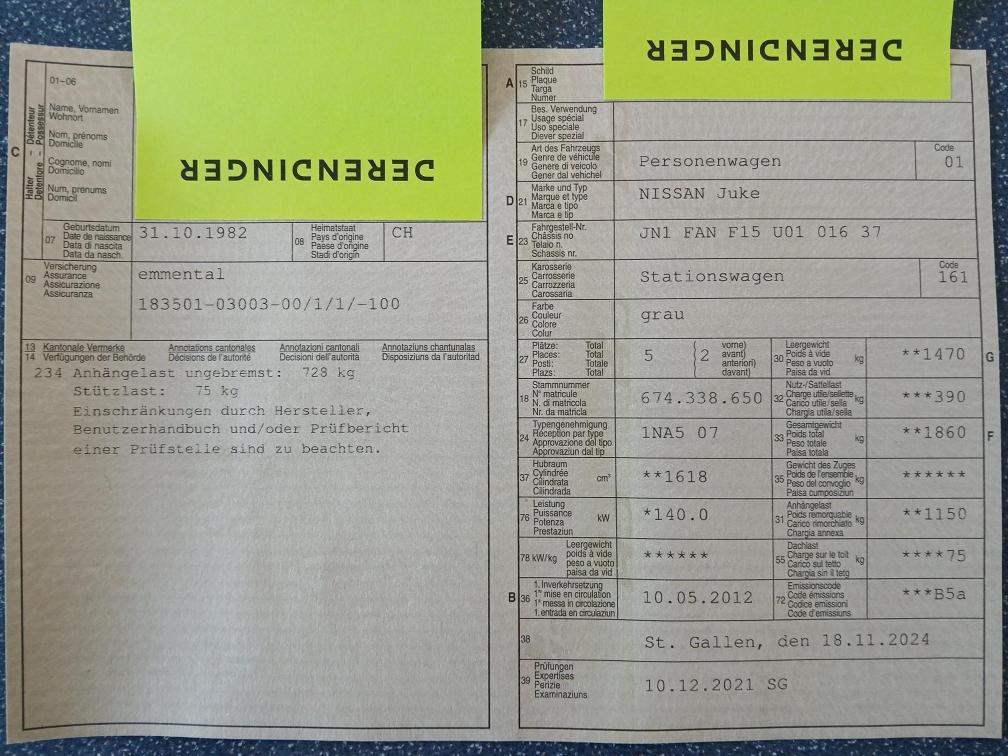 DERENDINGER
DERENDINGER
C
Halter – Détenteur
Detentore – Possessur
01–06
Name, Vornamen
Wohnort
Nom, prénoms
Domicile
Cognome, nomi
Domicilio
Num, prenums
Domicil
07
Geburtsdatum
Date de naissance
Data di nascita
Data da nasch.
31.10.1982
08
Heimatstaat
Pays d'origine
Paese d'origine
Stadi d'origin
CH
09
Versicherung
Assurance
Assicurazione
Assicuranza
emmental
183501-03003-00/1/1/-100
13 Kantonale Vermerke Annotations cantonales Annotazioni cantonali Annotaziuns chantunalas
14 Verfügungen der Behörde Décisions de l'autorité Decisioni dell'autorità Disposiziuns da l'autoritad
234 Anhängelast ungebremst: 728 kg
Stützlast: 75 kg
Einschränkungen durch Hersteller,
Benutzerhandbuch und/oder Prüfbericht
einer Prüfstelle sind zu beachten.
A 15
Schild
Plaque
Targa
Numer
17
Bes. Verwendung
Usage spécial
Uso speciale
Diever spezial
19
Art des Fahrzeugs
Genre de véhicule
Genere di veicolo
Gener dal vehichel
Personenwagen
Code
01
D 21
Marke und Typ
Marque et type
Marca e tipo
Marca e tip
NISSAN Juke
E 23
Fahrgestell-Nr.
Châssis no
Telaio n.
Schassis nr.
JN1 FAN F15 U01 016 37
25
Karosserie
Carrosserie
Carrozzeria
Carossaria
Stationswagen
Code
161
26
Farbe
Couleur
Colore
Colur
grau
27
Plätze: Total
Places: Total
Posti: Totale
Plazs: Total
5
(2
vorne)
avant)
anteriori)
davant)
30
Leergewicht
Poids à vide
Peso a vuoto
Paisa da vid
kg
**1470
G
18
Stammnummer
N° matricule
N. di matricola
Nr. da matricla
674.338.650
32
Nutz-/Sattellast
Charge utile/sellette
Carico utile/sella
Chargia utila/sella
kg
***390
24
Typengenehmigung
Réception par type
Approvazione del tipo
Approvaziun dal tip
1NA5 07
33
Gesamtgewicht
Poids total
Peso totale
Paisa totala
kg
**1860
F
37
Hubraum
Cylindrée
Cilindrata
Cilindrada
cm³
**1618
35
Gewicht des Zuges
Poids de l'ensemble
Peso del convoglio
Paisa cumposiziun
kg
******
76
Leistung
Puissance
Potenza
Prestaziun
kW
*140.0
31
Anhängelast
Poids remorquable
Carico rimorchiato
Chargia annexa
kg
**1150
78 kW/kg
Leergewicht
poids à vide
peso a vuoto
paisa da vid
******
55
Dachlast
Charge sur le toit
Carico sul tetto
Chargia sin il tetg
kg
****75
B 36
1. Inverkehrsetzung
1re mise en circulation
1a messa in circolazione
1. entrada en circulaziun
10.05.2012
72
Emissionscode
Code émissions
Codice emissioni
Code d'emissiuns
***B5a
38
St. Gallen, den 18.11.2024
39
Prüfungen
Expertises
Perizie
Examinaziuns
10.12.2021 SG